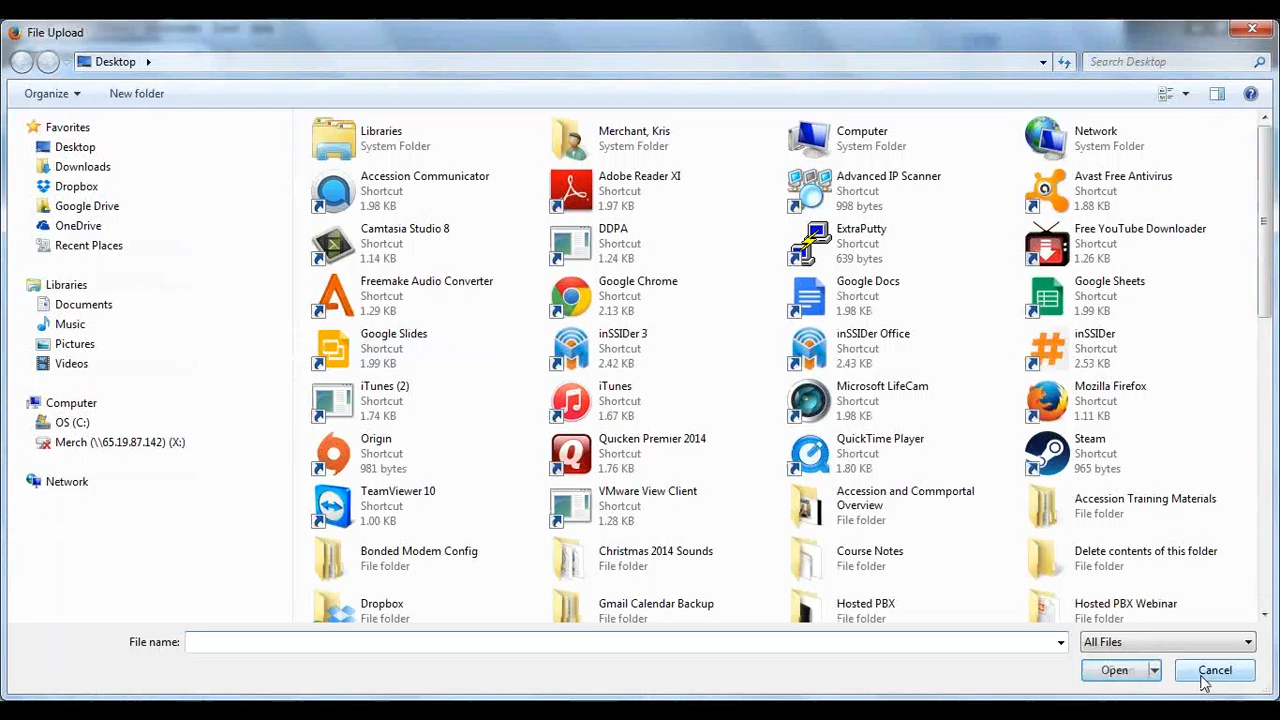 File Upload
Desktop
Search Desktop
Organize
New folder
Favorites
Desktop
Downloads
Dropbox
Google Drive
OneDrive
Recent Places
Libraries
Documents
Music
Pictures
Videos
Computer
OS (C:)
Merch (\\65.19.87.142) (X:)
Network
Libraries
System Folder
Merchant, Kris
System Folder
Computer
System Folder
Network
System Folder
Accession Communicator
Shortcut
1.98 KB
Adobe Reader XI
Shortcut
1.97 KB
Advanced IP Scanner
Shortcut
998 bytes
Avast Free Antivirus
Shortcut
1.88 KB
Camtasia Studio 8
Shortcut
1.14 KB
DDPA
Shortcut
1.24 KB
ExtraPutty
Shortcut
639 bytes
Free YouTube Downloader
Shortcut
1.26 KB
Freemake Audio Converter
Shortcut
1.29 KB
Google Chrome
Shortcut
2.13 KB
Google Docs
Shortcut
1.98 KB
Google Sheets
Shortcut
1.99 KB
Google Slides
Shortcut
1.99 KB
inSSIDer 3
Shortcut
2.42 KB
inSSIDer Office
Shortcut
2.43 KB
inSSIDer
Shortcut
2.53 KB
iTunes (2)
Shortcut
1.74 KB
iTunes
Shortcut
1.67 KB
Microsoft LifeCam
Shortcut
1.98 KB
Mozilla Firefox
Shortcut
1.11 KB
Origin
Shortcut
981 bytes
Quicken Premier 2014
Shortcut
1.76 KB
QuickTime Player
Shortcut
1.80 KB
Steam
Shortcut
965 bytes
TeamViewer 10
Shortcut
1.00 KB
VMware View Client
Shortcut
1.28 KB
Accession and Commportal
Overview
File folder
Accession Training Materials
File folder
Bonded Modem Config
File folder
Christmas 2014 Sounds
File folder
Course Notes
File folder
Delete contents of this folder
File folder
Dropbox
File folder
Gmail Calendar Backup
File folder
Hosted PBX
File folder
Hosted PBX Webinar
File folder
File name:
All Files
Open
Cancel